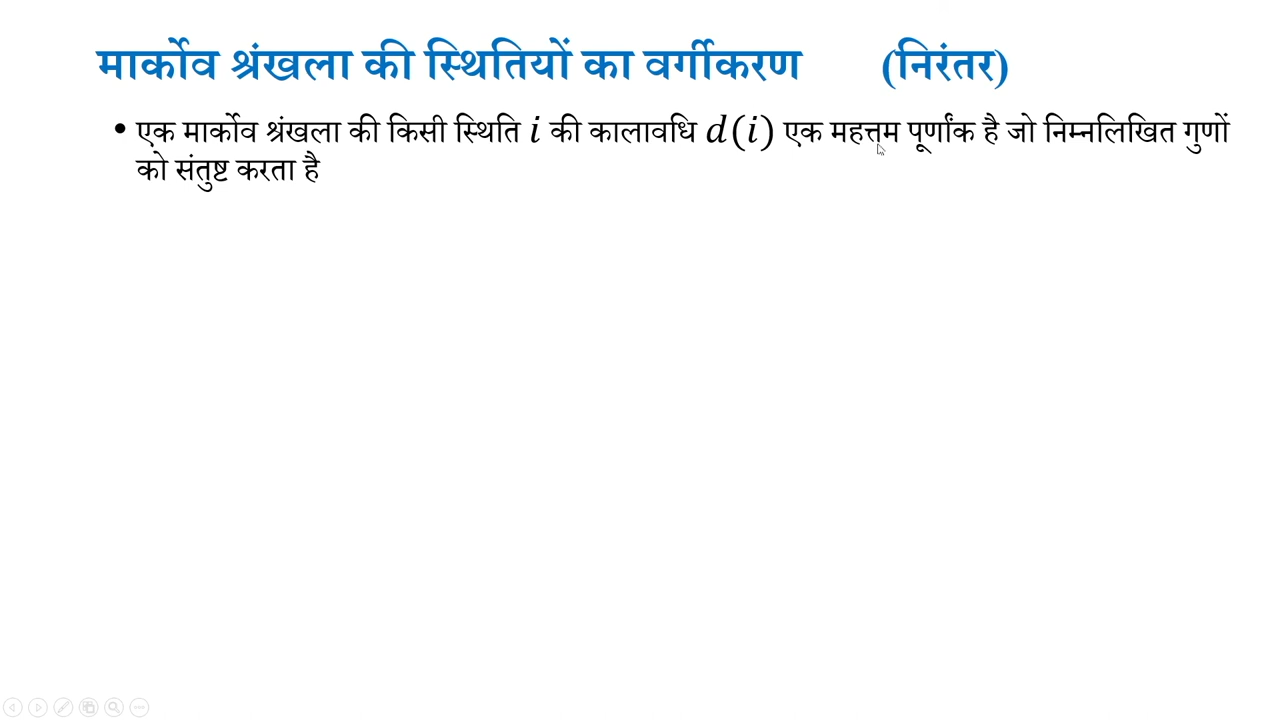 मार्कोव श्रंखला की स्थितियों का वर्गीकरण (निरंतर)
• एक मार्कोव श्रंखला की किसी स्थिति i की कालावधि d(i) एक महत्तम पूर्णांक है जो निम्नलिखित गुणों
को संतुष्ट करता है